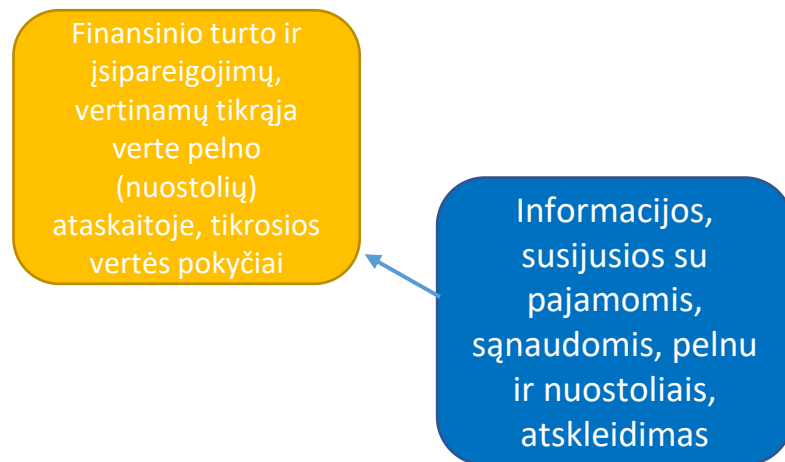 Finansinio turto ir
įsipareigojimų,
vertinamų tikrąja
verte pelno
(nuostolių)
ataskaitoje, tikrosios
vertės pokyčiai
Informacijos,
susijusios su
pajamomis,
sąnaudomis, pelnu
ir nuostoliais,
atskleidimas